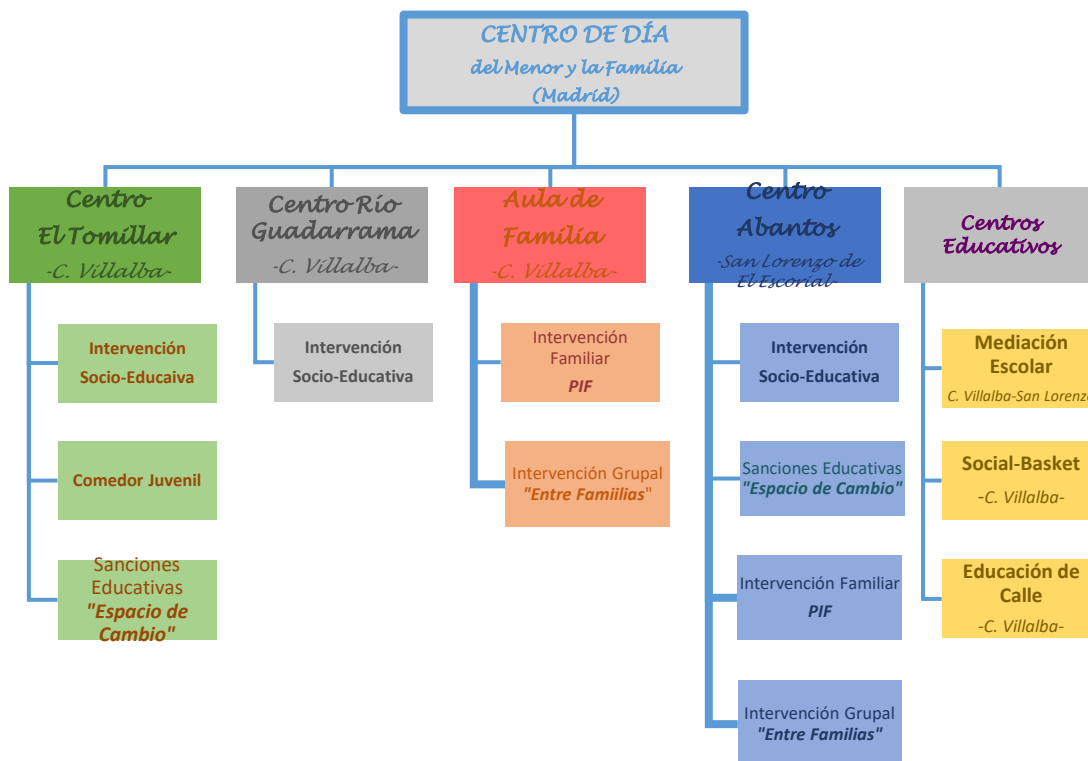 CENTRO DE DÍA
del Menor y la Familia
(Madrid)
Centro
El Tomillar
-C. Villalba-
Intervención
Socio-Educaiva
Comedor Juvenil
Sanciones
Educativas
"Espacio de
Cambio"
Centro Río
Guadarrama
-C. Villalba-
Intervención
Socio-Educativa
Aula de
Familia
-C. Villalba-
Intervención
Familiar
PIF
Intervención Grupal
"Entre Famiilias"
Centro
Abantos
-San Lorenzo de
El Escorial-
Intervención
Socio-Educativa
Sanciones Educativas
"Espacio de Cambio"
Intervención Familiar
PIF
Intervención Grupal
"Entre Familias"
Centros
Educativos
Mediación
Escolar
C. Villalba-San Lorenzo
Social-Basket
-C. Villalba-
Educación de
Calle
-C. Villalba-